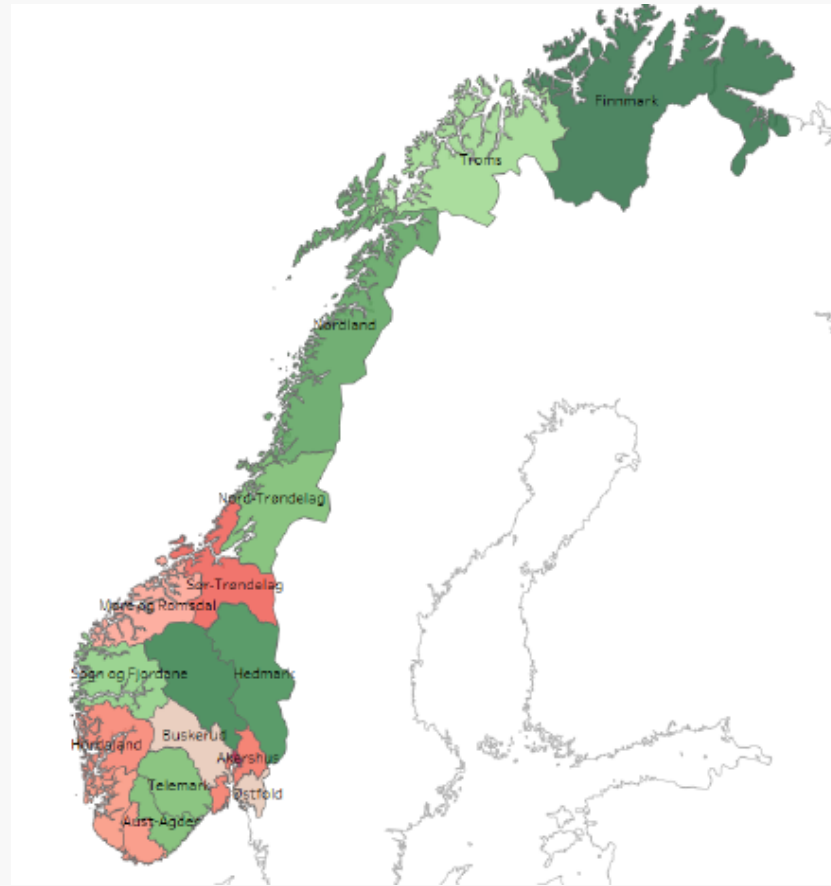 Finnmark
Troms
Nordland
Nord-Trøndelag
Sør-Trøndelag
Møre og Romsdal
Sogn og Fjordane
Hedmark
Buskerud
Hordaland
Akershus
Telemark
Østfold
Aust-Agder